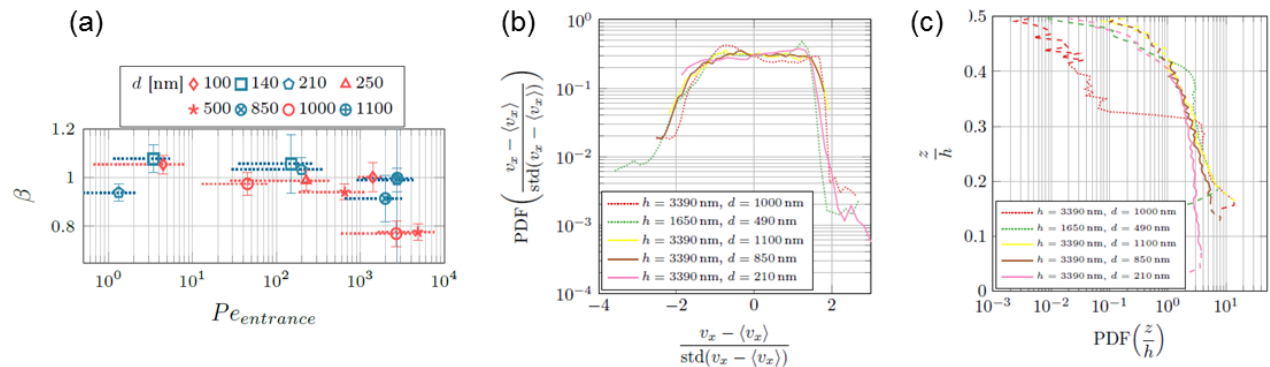 (a)
d [nm] 100 140 210 250
500 850 1000 1100
1.2
1
0.8
β
10^0 10^1 10^2 10^3 10^4
Pe_entrance
(b)
10^0
10^-1
10^-2
10^-3
10^-4
PDF( (v_x − ⟨v_x⟩) / std(v_x − ⟨v_x⟩) )
h = 3390 nm, d = 1000 nm
h = 1650 nm, d = 490 nm
h = 3390 nm, d = 1100 nm
h = 3390 nm, d = 850 nm
h = 3390 nm, d = 210 nm
−4 −2 0 2
v_x − ⟨v_x⟩
std(v_x − ⟨v_x⟩)
(c)
0.5
0.4
0.3
0.2
0.1
0
z
h
h = 3390 nm, d = 1000 nm
h = 1650 nm, d = 490 nm
h = 3390 nm, d = 1100 nm
h = 3390 nm, d = 850 nm
h = 3390 nm, d = 210 nm
10^-3 10^-2 10^-1 10^0 10^1
PDF(z/h)